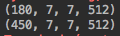 (180, 7, 7, 512)
(450, 7, 7, 512)